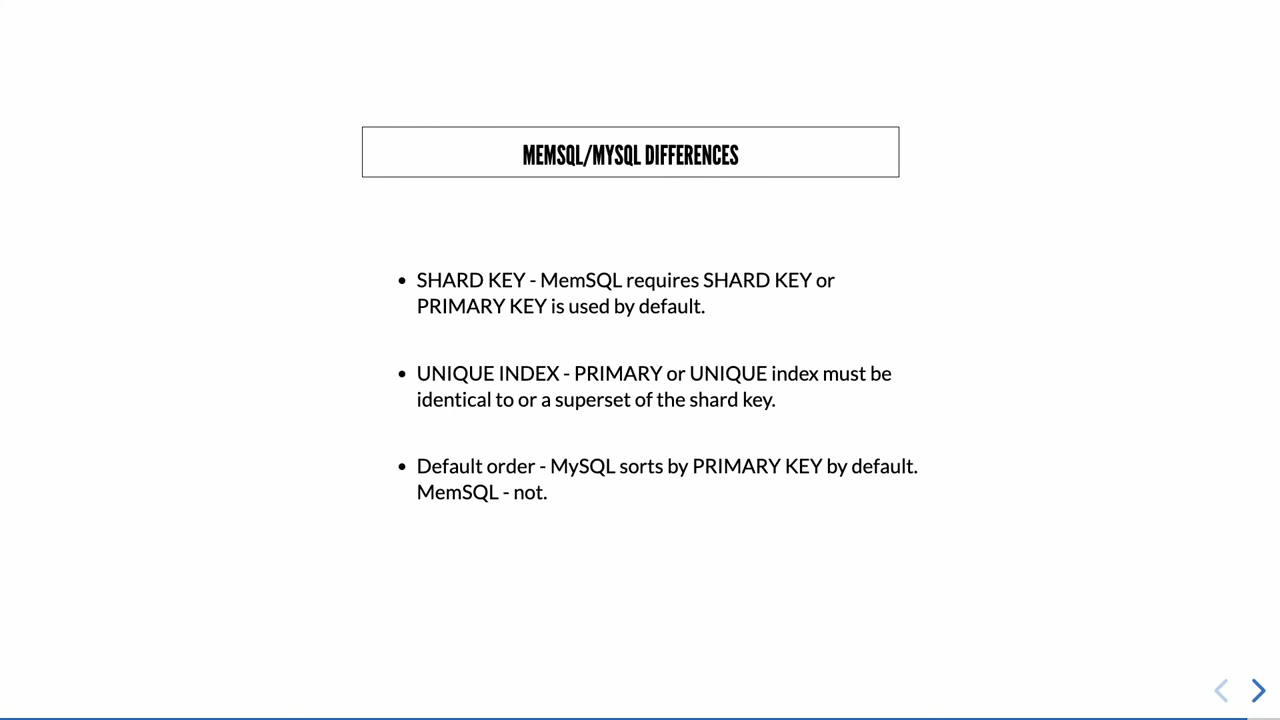 MEMSQL/MYSQL DIFFERENCES
• SHARD KEY - MemSQL requires SHARD KEY or
PRIMARY KEY is used by default.
• UNIQUE INDEX - PRIMARY or UNIQUE index must be
identical to or a superset of the shard key.
• Default order - MySQL sorts by PRIMARY KEY by default.
MemSQL - not.